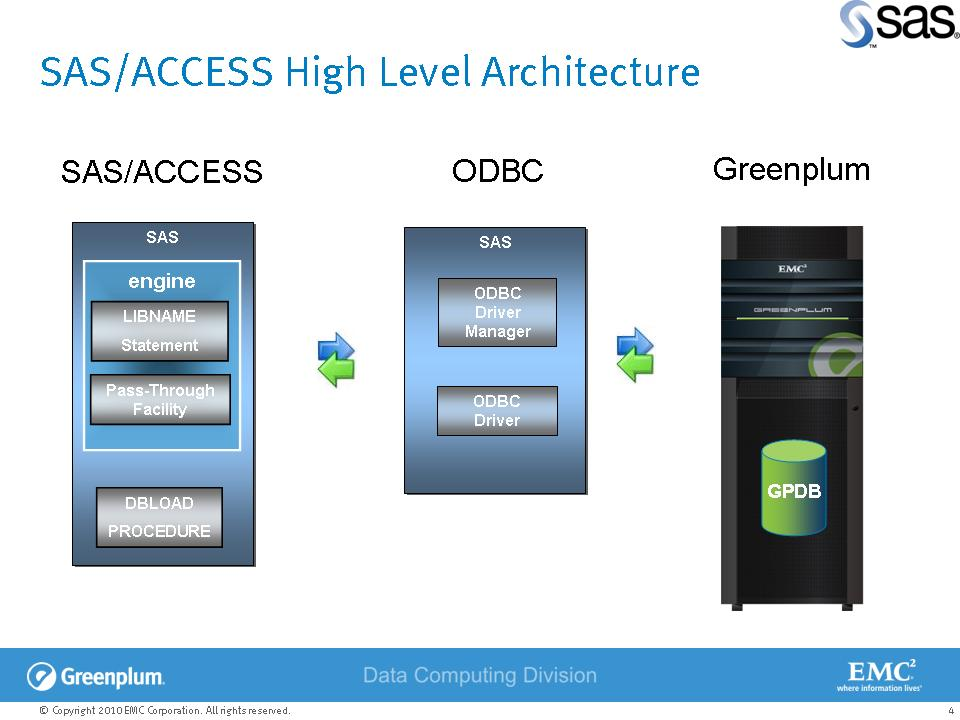 sas®
™
SAS/ACCESS High Level Architecture
SAS/ACCESS
ODBC
Greenplum
SAS
engine
LIBNAME
Statement
Pass-Through
Facility
DBLOAD
PROCEDURE
SAS
ODBC
Driver
Manager
ODBC
Driver
EMC²
GREENPLUM
GPDB
Greenplum.
Data Computing Division
EMC²
where information lives®
© Copyright 2010 EMC Corporation. All rights reserved.
4